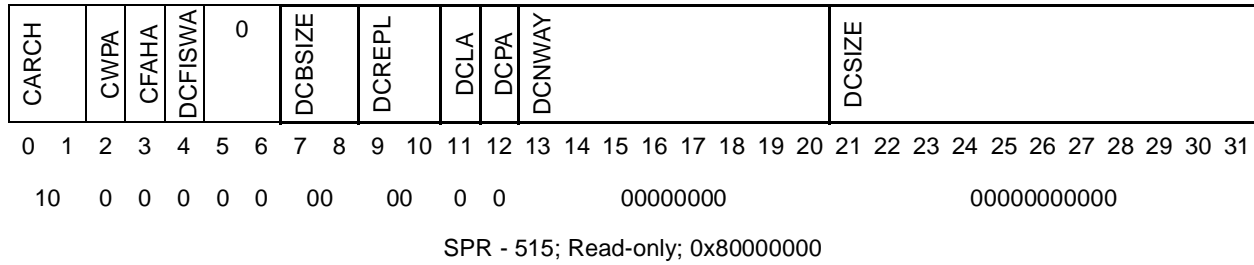 CARCH CWPA CFAHA DCFISWA 0 DCBSIZE DCREPL DCLA DCPA DCNWAY DCSIZE
0 1 2 3 4 5 6 7 8 9 10 11 12 13 14 15 16 17 18 19 20 21 22 23 24 25 26 27 28 29 30 31
10 0 0 0 0 0 00 00 0 0 00000000 00000000000
SPR - 515; Read-only; 0x80000000